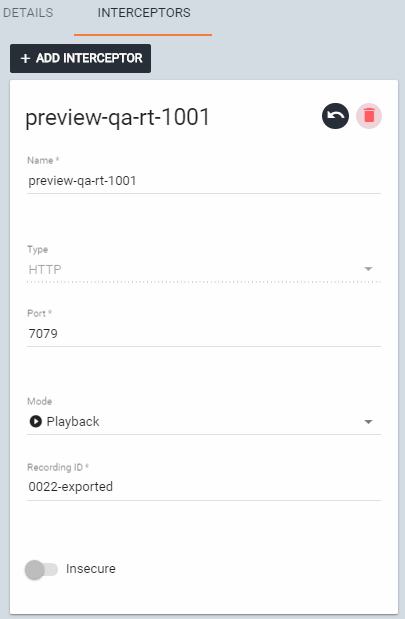 DETAILS INTERCEPTORS
+ ADD INTERCEPTOR
preview-qa-rt-1001
Name *
preview-qa-rt-1001
Type
HTTP
Port *
7079
Mode
Playback
Recording ID *
0022-exported
Insecure